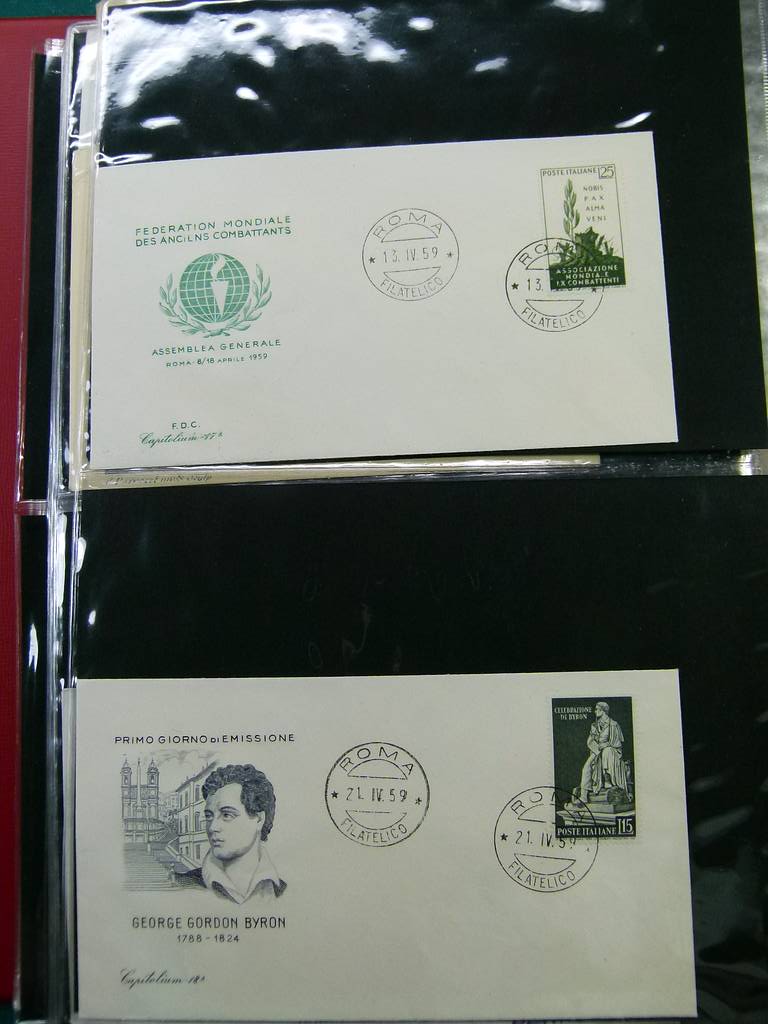 FEDERATION MONDIALE
DES ANCIENS COMBATTANTS
ASSEMBLEA GENERALE
ROMA · 8/18 APRILE 1959
F.D.C.
Capitolium
ROMA
★ 13. IV. 59 ★
FILATELICO
POSTE ITALIANE 25
NOBIS
PAX
ALMA
VENI
ASSOCIAZIONE
MONDIALE
EX COMBATTENTI
ROMA
★ 13.
FILATELICO
PRIMO GIORNO DI EMISSIONE
GEORGE GORDON BYRON
1788 - 1824
Capitolium
ROMA
★ 21. IV. 59 ★
FILATELICO
CELEBRAZIONE
DI BYRON
POSTE ITALIANE L15
ROMA
★ 21. IV. 59
FILATELICO